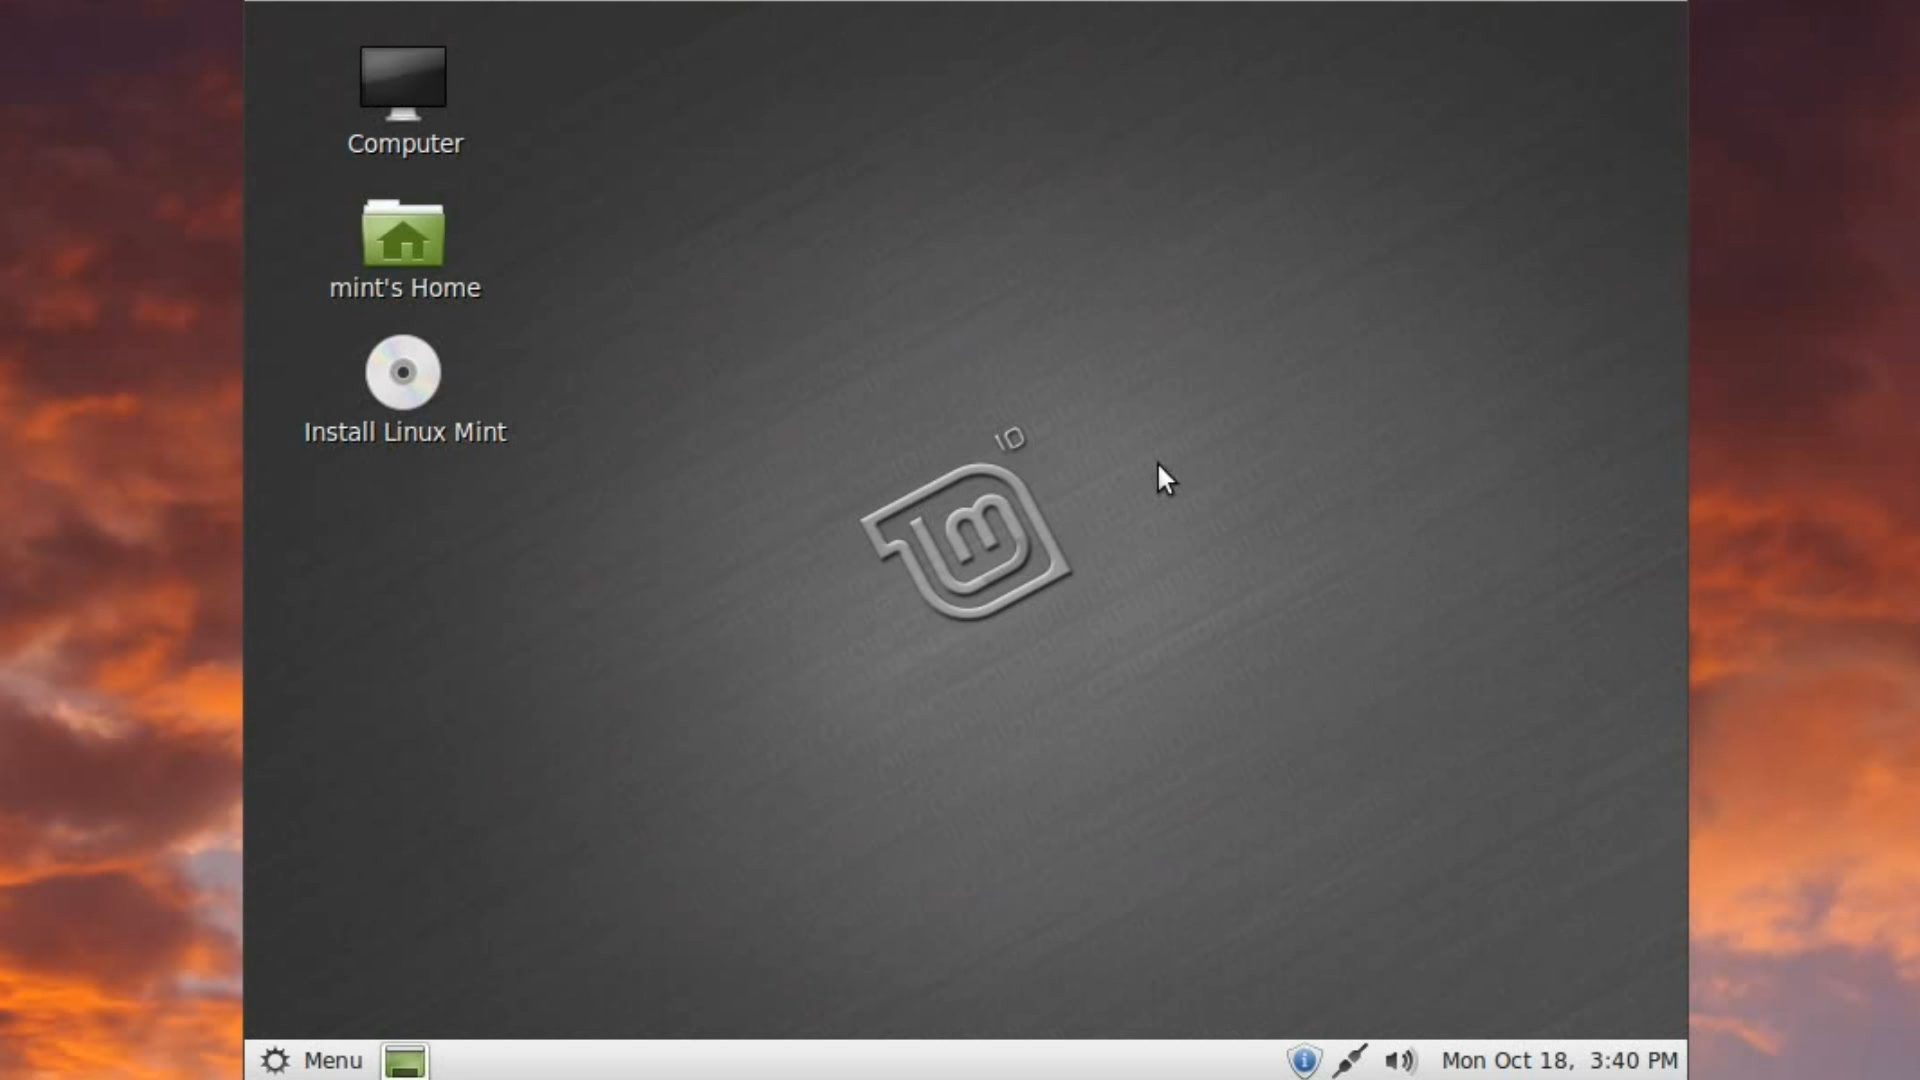 Computer
mint's Home
Install Linux Mint
10
Menu
Mon Oct 18, 3:40 PM